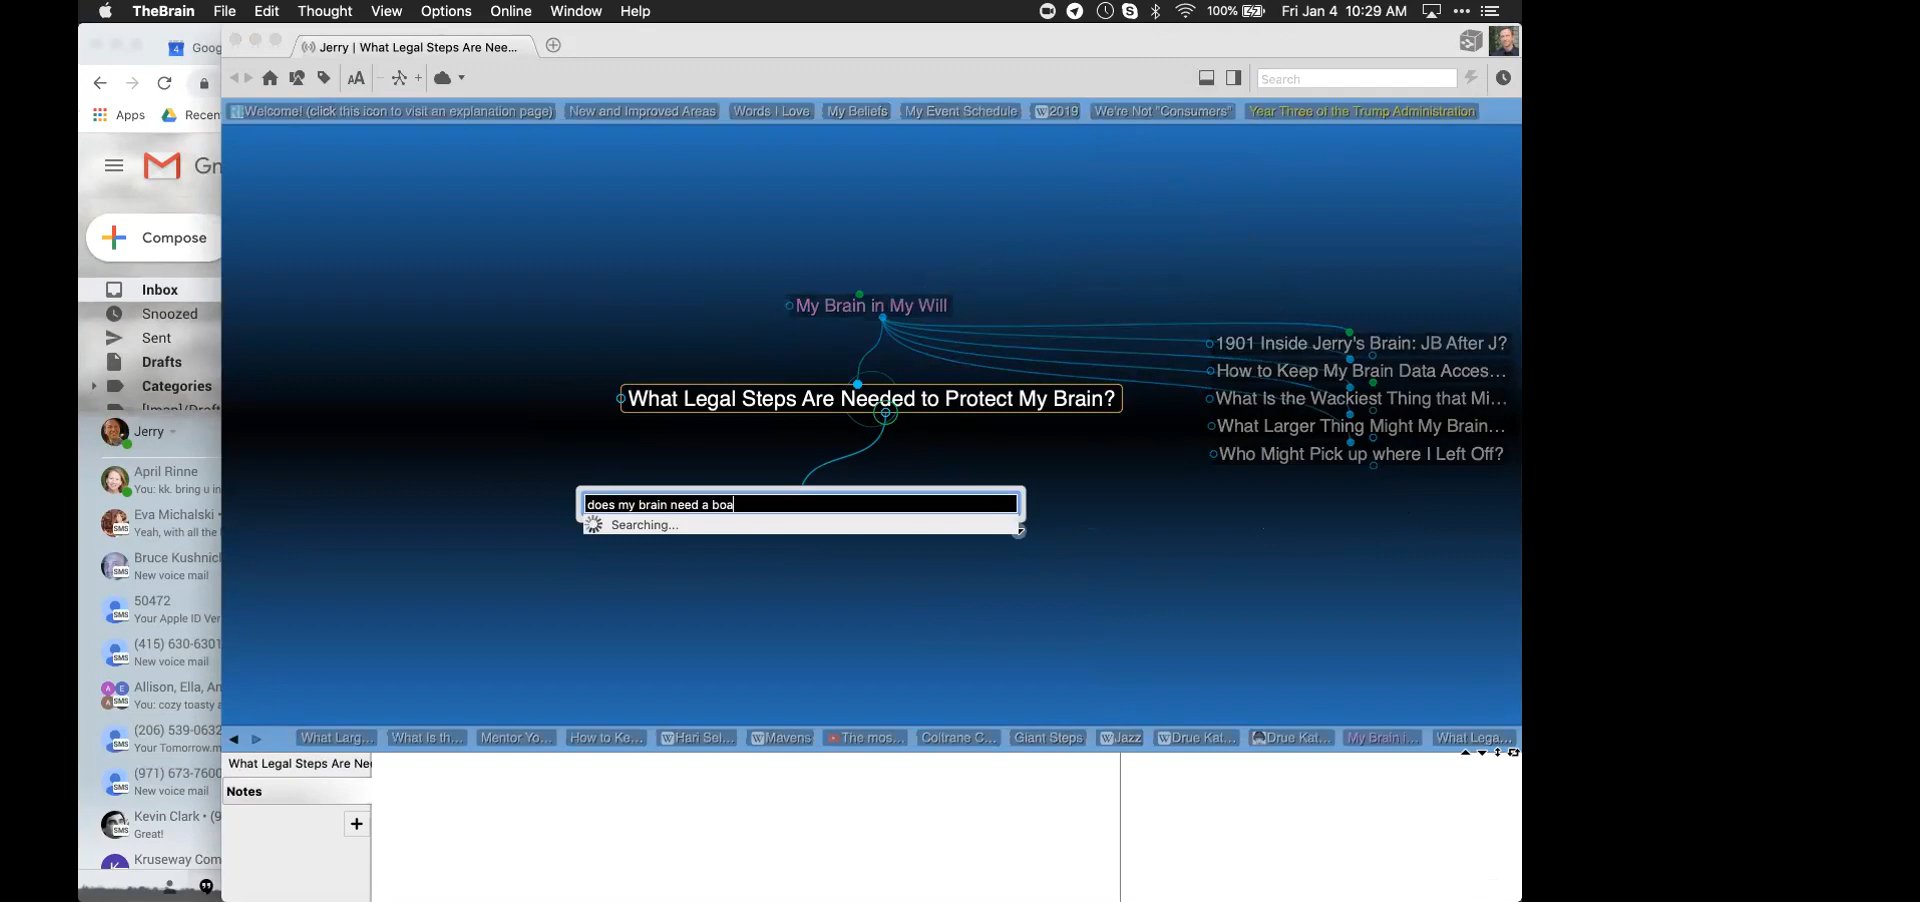 TheBrain File Edit Thought View Options Online Window Help 100% Fri Jan 4 10:29 AM
Goog Jerry | What Legal Steps Are Nee...
AA Search
Apps Recen
Welcome! (click this icon to visit an explanation page) New and Improved Areas Words I Love My Beliefs My Event Schedule 2019 We're Not "Consumers" Year Three of the Trump Administration
Compose
Inbox
Snoozed
Sent
Drafts
Categories
[Imap]/Draft
Jerry
April Rinne
You: kk. bring u in
Eva Michalski
Yeah, with all the
Bruce Kushnick
New voice mail
50472
Your Apple ID Ver
(415) 630-6301
New voice mail
Allison, Ella, An
You: cozy toasty a
(206) 539-0632
Your Tomorrow.m
(971) 673-7600
New voice mail
Kevin Clark • (9
Great!
Kruseway Com
My Brain in My Will
What Legal Steps Are Needed to Protect My Brain?
does my brain need a boa
Searching...
1901 Inside Jerry's Brain: JB After J?
How to Keep My Brain Data Acces...
What Is the Wackiest Thing that Mi...
What Larger Thing Might My Brain...
Who Might Pick up where I Left Off?
What Larg... What Is th... Mentor Yo... How to Ke... Hari Sel... Mavens The mos... Coltrane C... Giant Steps Jazz Drue Kat... Drue Kat... My Brain i... What Lega...
What Legal Steps Are Nee
Notes